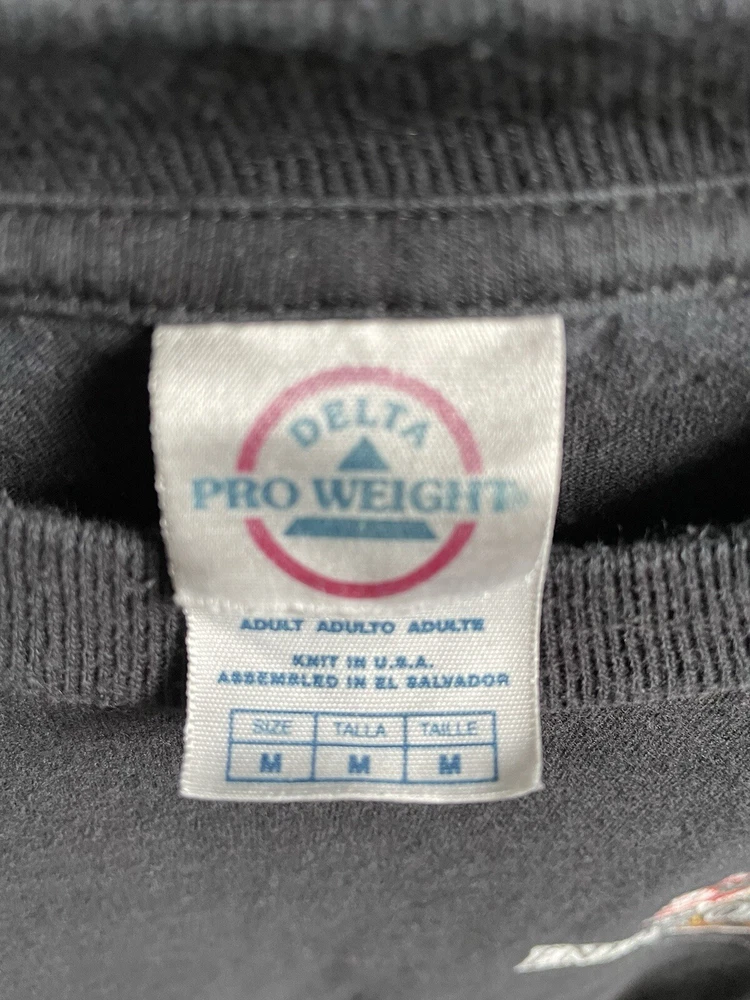 DELTA
PRO WEIGHT
ADULT ADULTO ADULTE
KNIT IN U.S.A.
ASSEMBLED IN EL SALVADOR
SIZE TALLA TAILLE
M M M